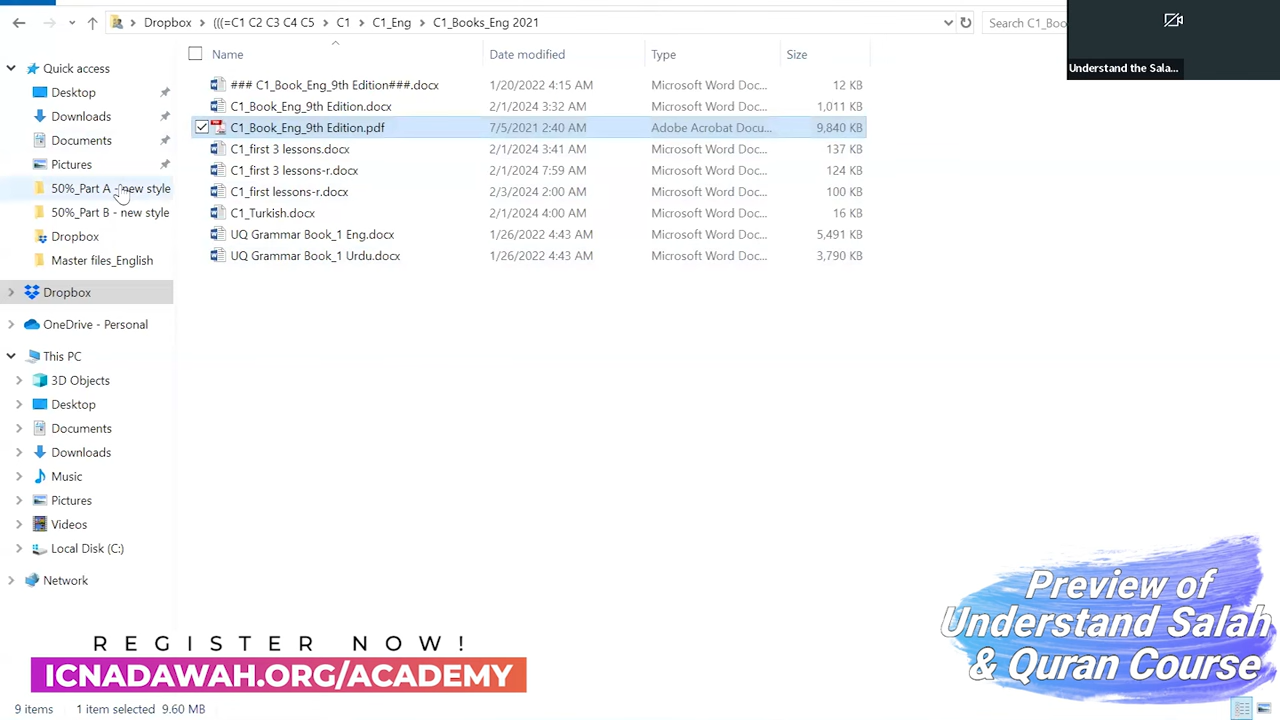 Dropbox > (((=C1 C2 C3 C4 C5 > C1 > C1_Eng > C1_Books_Eng 2021
Search C1_Boo
Understand the Sala...
Name Date modified Type Size
### C1_Book_Eng_9th Edition###.docx 1/20/2022 4:15 AM Microsoft Word Doc... 12 KB
C1_Book_Eng_9th Edition.docx 2/1/2024 3:32 AM Microsoft Word Doc... 1,011 KB
C1_Book_Eng_9th Edition.pdf 7/5/2021 2:40 AM Adobe Acrobat Docu... 9,840 KB
C1_first 3 lessons.docx 2/1/2024 3:41 AM Microsoft Word Doc... 137 KB
C1_first 3 lessons-r.docx 2/1/2024 7:59 AM Microsoft Word Doc... 124 KB
C1_first lessons-r.docx 2/3/2024 2:00 AM Microsoft Word Doc... 100 KB
C1_Turkish.docx 2/1/2024 4:00 AM Microsoft Word Doc... 16 KB
UQ Grammar Book_1 Eng.docx 1/26/2022 4:43 AM Microsoft Word Doc... 5,491 KB
UQ Grammar Book_1 Urdu.docx 1/26/2022 4:43 AM Microsoft Word Doc... 3,790 KB
Quick access
Desktop
Downloads
Documents
Pictures
50%_Part A - new style
50%_Part B - new style
Dropbox
Master files_English
Dropbox
OneDrive - Personal
This PC
3D Objects
Desktop
Documents
Downloads
Music
Pictures
Videos
Local Disk (C:)
Network
REGISTER NOW!
ICNADAWAH.ORG/ACADEMY
Preview of
Understand Salah
& Quran Course
9 items 1 item selected 9.60 MB